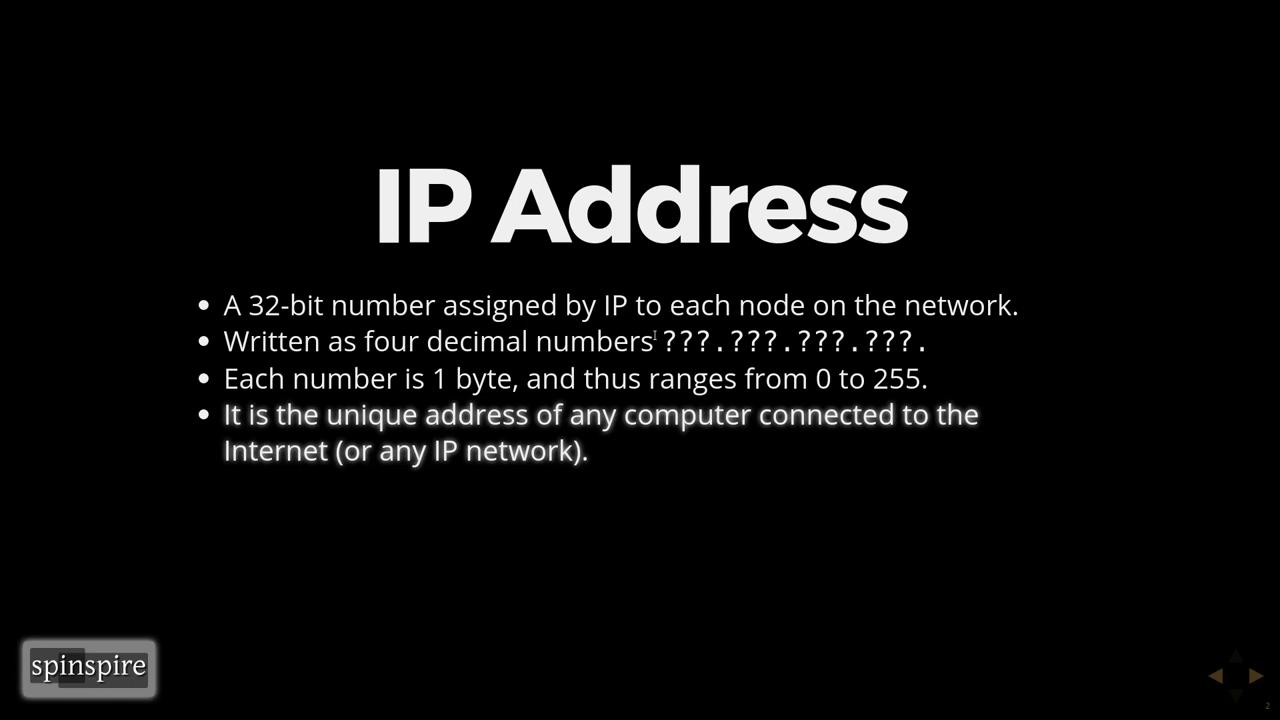 IP Address
A 32-bit number assigned by IP to each node on the network.
Written as four decimal numbers ???.???.???.???.
Each number is 1 byte, and thus ranges from 0 to 255.
It is the unique address of any computer connected to the
Internet (or any IP network).
spinspire
2